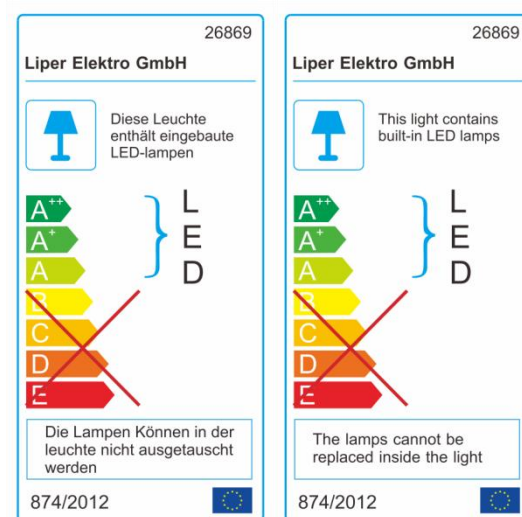 26869
Liper Elektro GmbH
Diese Leuchte
enthält eingebaute
LED-lampen
A++
A+
A
B
C
D
E
L
E
D
Die Lampen Können in der
leuchte nicht ausgetauscht
werden
874/2012
26869
Liper Elektro GmbH
This light contains
built-in LED lamps
A++
A+
A
B
C
D
E
L
E
D
The lamps cannot be
replaced inside the light
874/2012